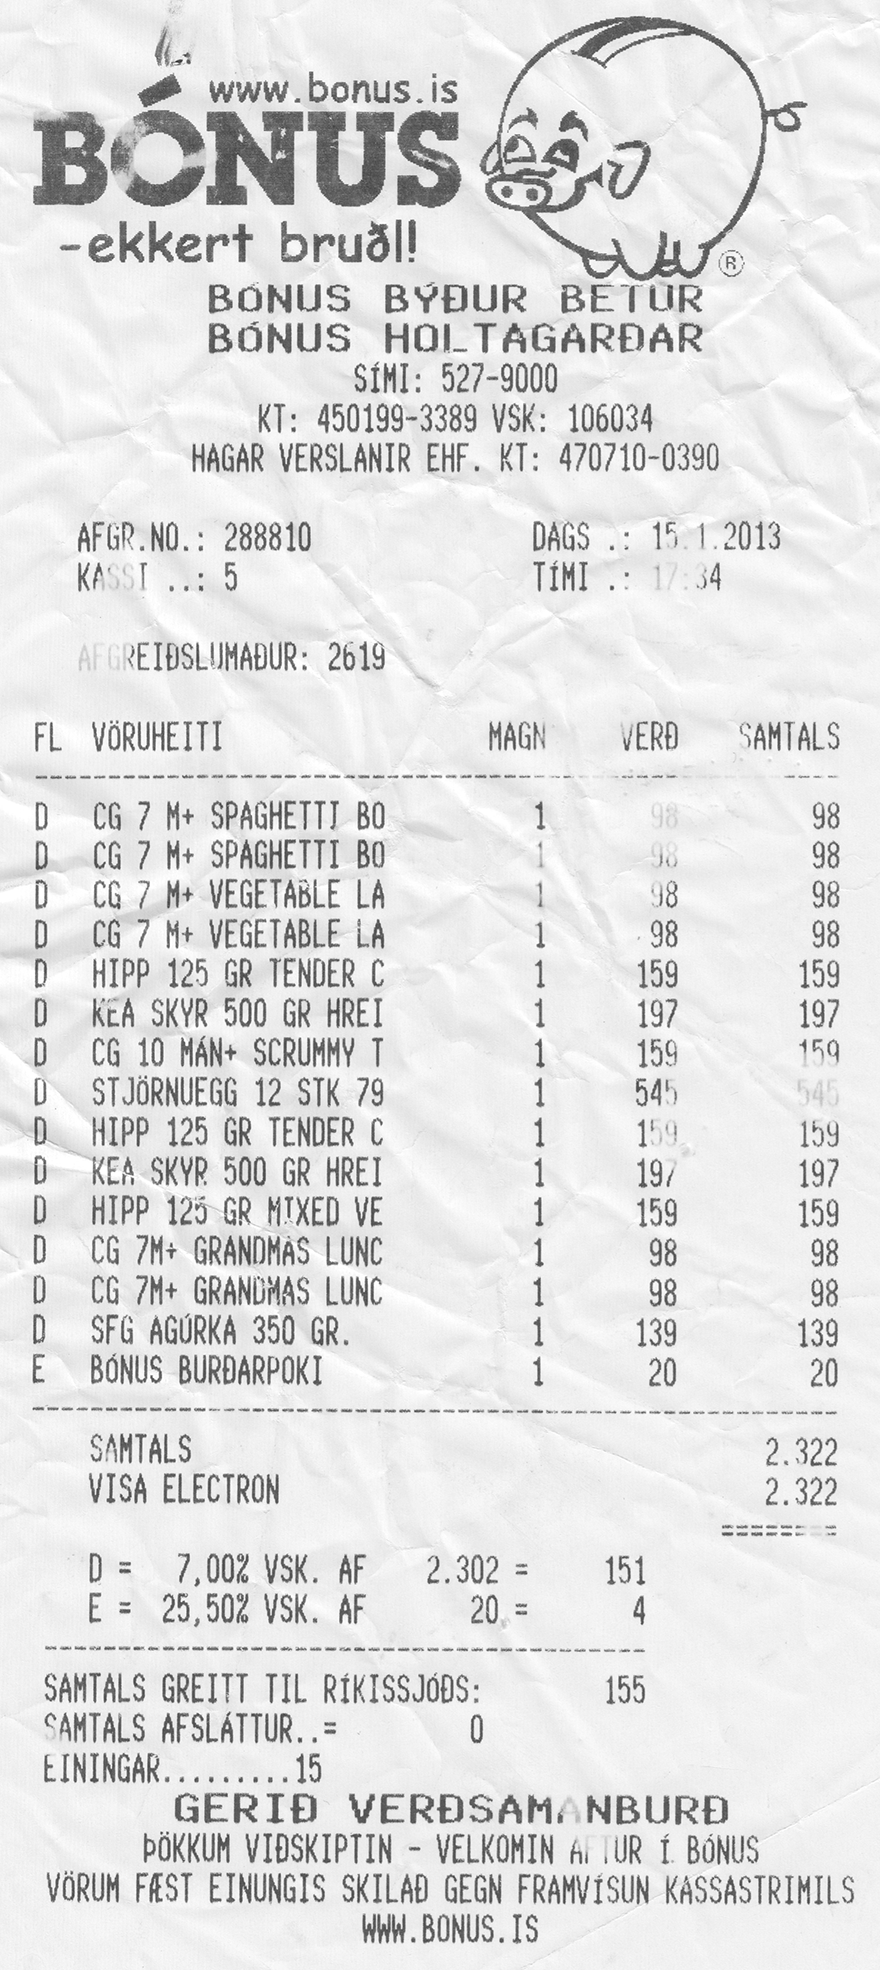 www.bonus.is
BÓNUS
-ekkert bruðl!
®
BÓNUS BÝÐUR BETUR
BÓNUS HOLTAGARÐAR
SÍMI: 527-9000
KT: 450199-3389 VSK: 106034
HAGAR VERSLANIR EHF. KT: 470710-0390
AFGR.NO.: 288810 DAGS .: 15.1.2013
KASSI ..: 5 TÍMI .: 17:34
AFGREIÐSLUMAÐUR: 2619
FL VÖRUHEITI MAGN VERÐ SAMTALS
D CG 7 M+ SPAGHETTI BO 1 98 98
D CG 7 M+ SPAGHETTI BO 1 98 98
D CG 7 M+ VEGETABLE LA 1 98 98
D CG 7 M+ VEGETABLE LA 1 98 98
D HIPP 125 GR TENDER C 1 159 159
D KEA SKYR 500 GR HREI 1 197 197
D CG 10 MÁN+ SCRUMMY T 1 159 159
D STJÖRNUEGG 12 STK 79 1 545 545
D HIPP 125 GR TENDER C 1 159 159
D KEA SKYR 500 GR HREI 1 197 197
D HIPP 125 GR MIXED VE 1 159 159
D CG 7M+ GRANDMAS LUNC 1 98 98
D CG 7M+ GRANDMAS LUNC 1 98 98
D SFG AGÚRKA 350 GR. 1 139 139
E BÓNUS BURÐARPOKI 1 20 20
SAMTALS 2.322
VISA ELECTRON 2.322
========
D = 7,00% VSK. AF 2.302 = 151
E = 25,50% VSK. AF 20 = 4
SAMTALS GREITT TIL RÍKISSJÓÐS: 155
SAMTALS AFSLÁTTUR..= 0
EININGAR.........15
GERIÐ VERÐSAMANBURÐ
ÞÖKKUM VIÐSKIPTIN - VELKOMIN AFTUR Í BÓNUS
VÖRUM FÆST EINUNGIS SKILAÐ GEGN FRAMVÍSUN KASSASTRIMILS
WWW.BONUS.IS